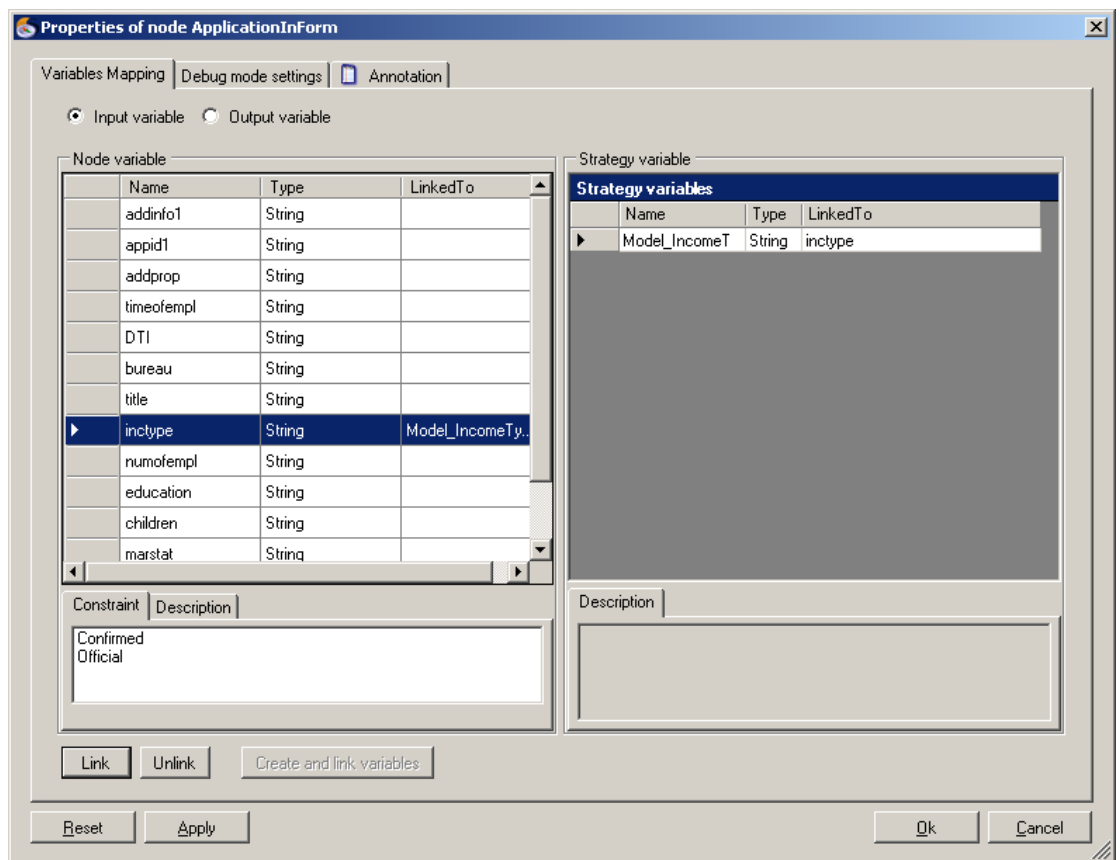 Properties of node ApplicationInForm
Variables Mapping Debug mode settings Annotation
Input variable Output variable
Node variable
Name Type LinkedTo
addinfo1 String
appid1 String
addprop String
timeofempl String
DTI String
bureau String
title String
inctype String Model_IncomeTy..
numofempl String
education String
children String
marstat String
Constraint Description
Confirmed
Official
Strategy variable
Strategy variables
Name Type LinkedTo
Model_IncomeT String inctype
Description
Link Unlink Create and link variables
Reset Apply Ok Cancel